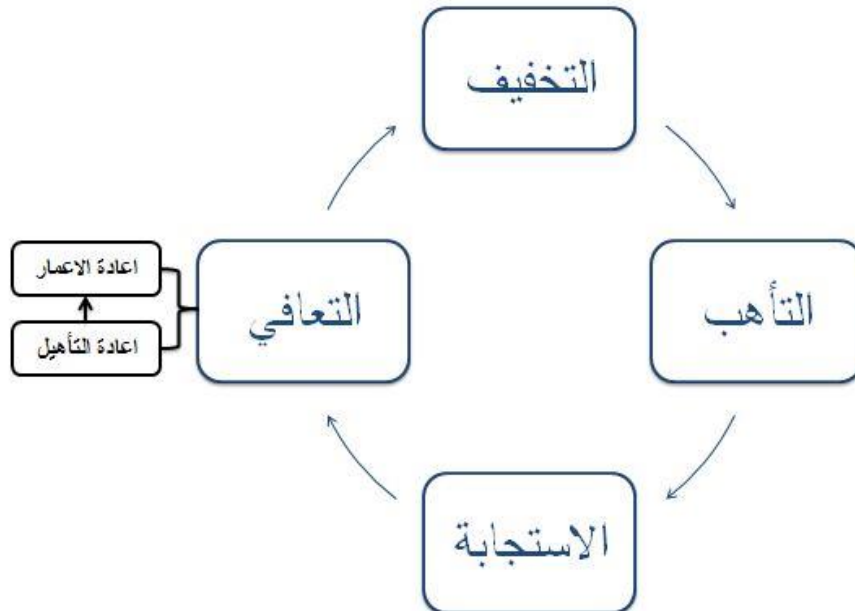 التخفيف
التأهب
التعافي
اعادة الاعمار
اعادة التأهيل
الاستجابة